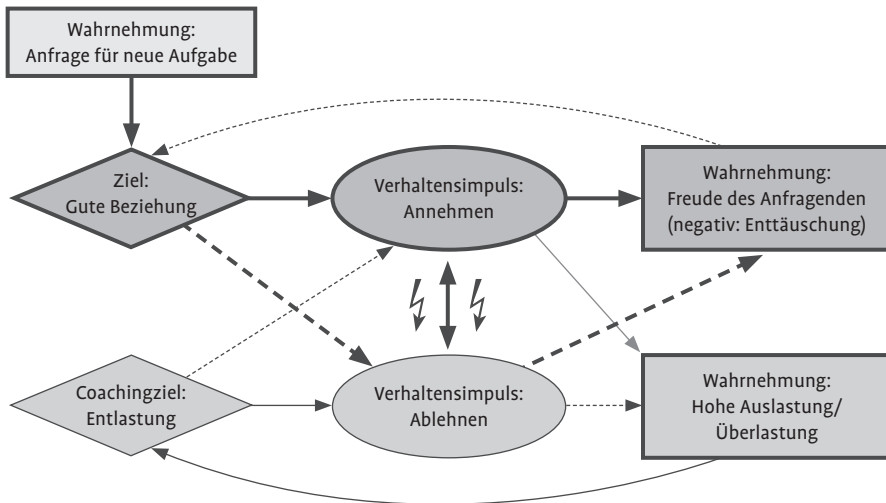 Wahrnehmung:
Anfrage für neue Aufgabe
Ziel:
Gute Beziehung
Verhaltensimpuls:
Annehmen
Wahrnehmung:
Freude des Anfragenden
(negativ: Enttäuschung)
Coachingziel:
Entlastung
Verhaltensimpuls:
Ablehnen
Wahrnehmung:
Hohe Auslastung/
Überlastung